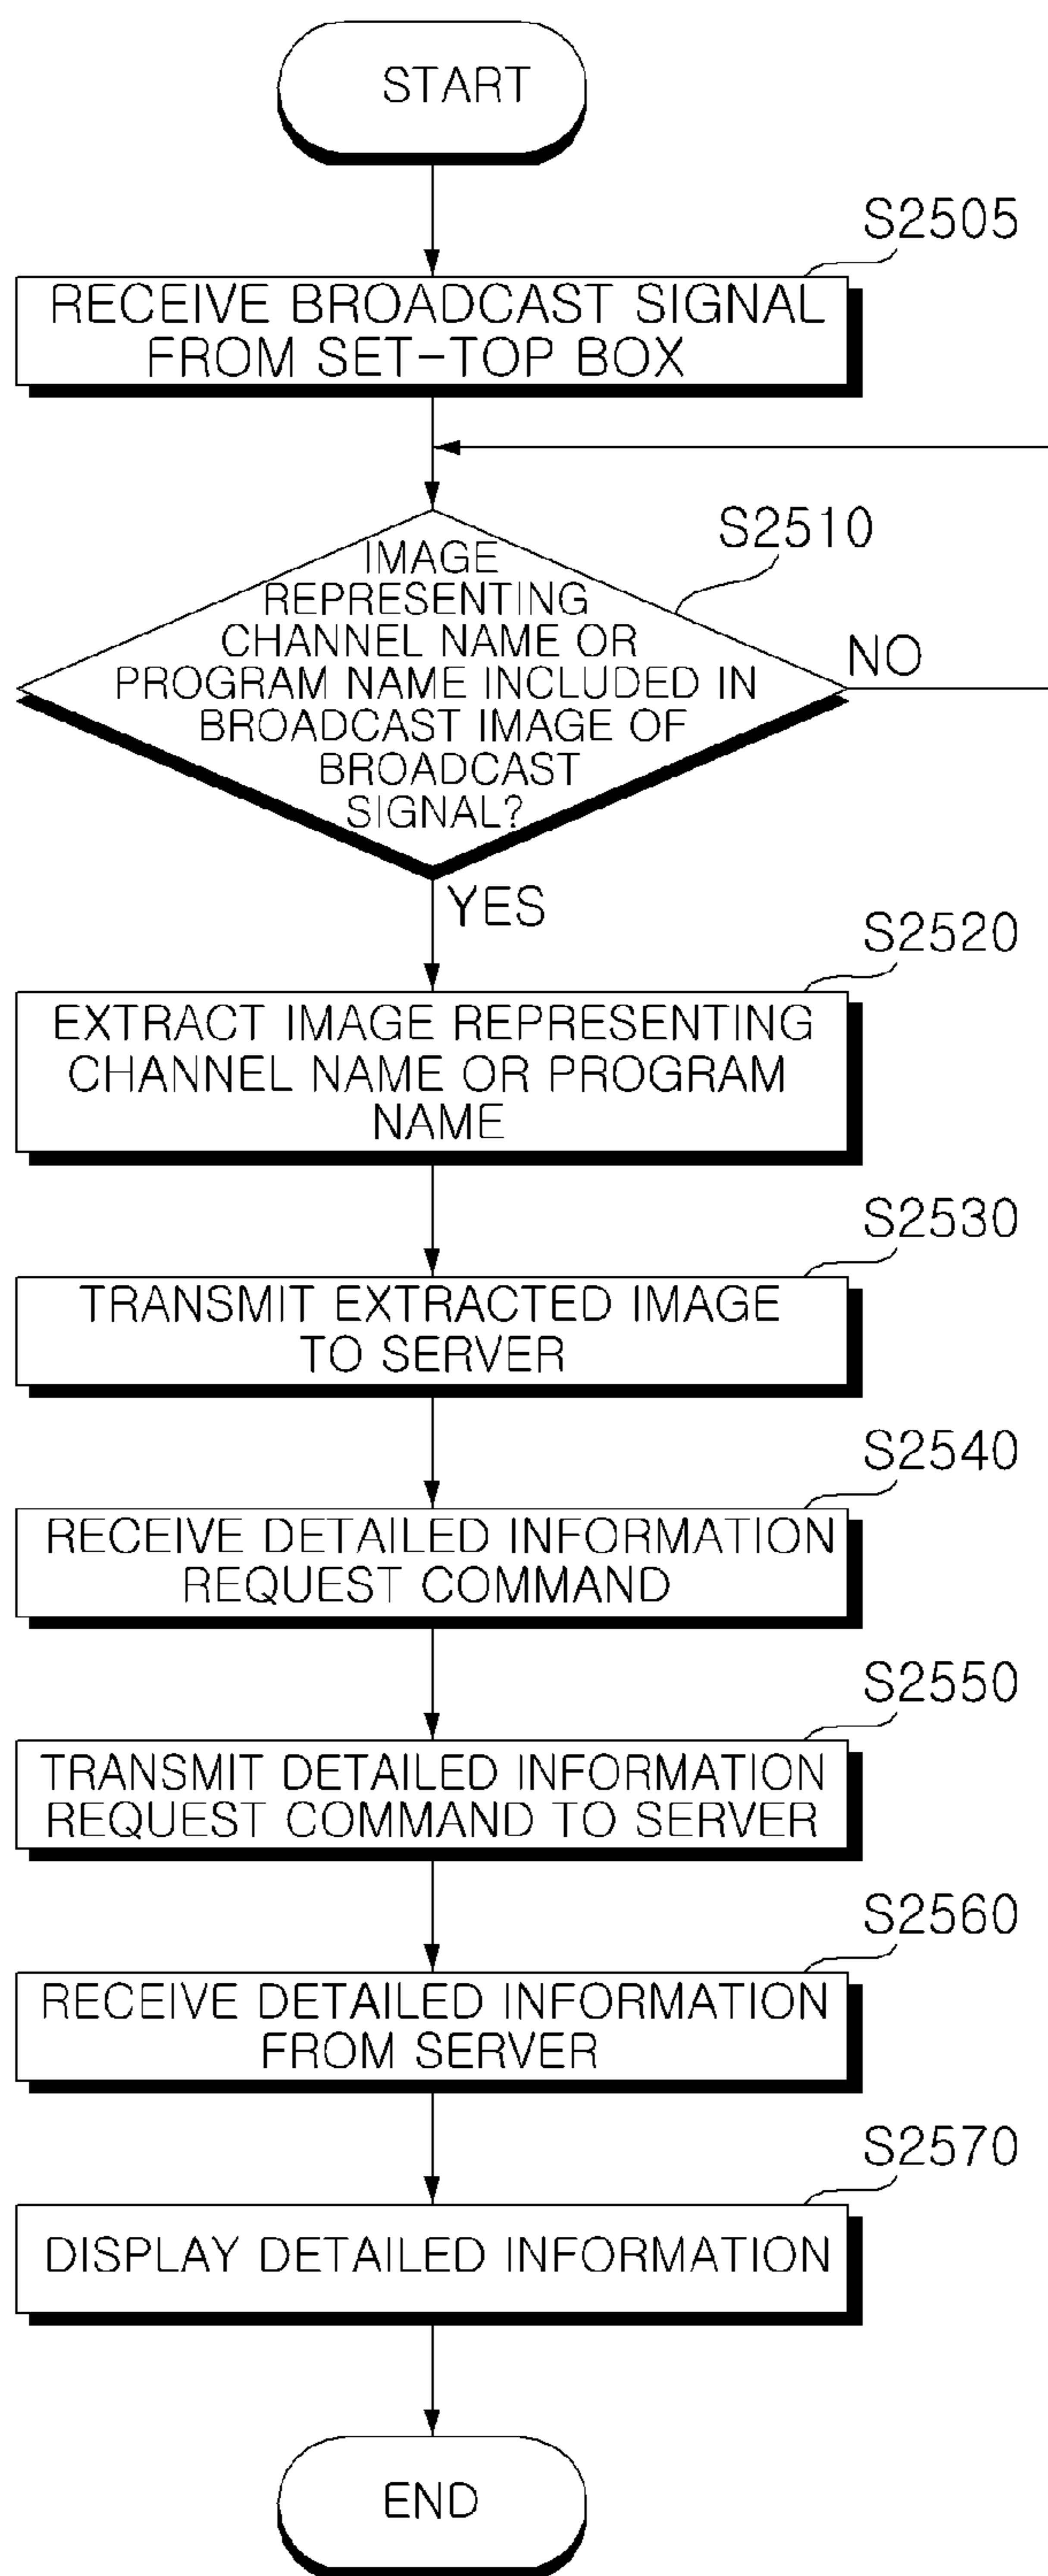 START
S2505
RECEIVE BROADCAST SIGNAL
FROM SET-TOP BOX
S2510
IMAGE
REPRESENTING
CHANNEL NAME OR
PROGRAM NAME INCLUDED IN
BROADCAST IMAGE OF
BROADCAST
SIGNAL?
NO
YES
S2520
EXTRACT IMAGE REPRESENTING
CHANNEL NAME OR PROGRAM
NAME
S2530
TRANSMIT EXTRACTED IMAGE
TO SERVER
S2540
RECEIVE DETAILED INFORMATION
REQUEST COMMAND
S2550
TRANSMIT DETAILED INFORMATION
REQUEST COMMAND TO SERVER
S2560
RECEIVE DETAILED INFORMATION
FROM SERVER
S2570
DISPLAY DETAILED INFORMATION
END